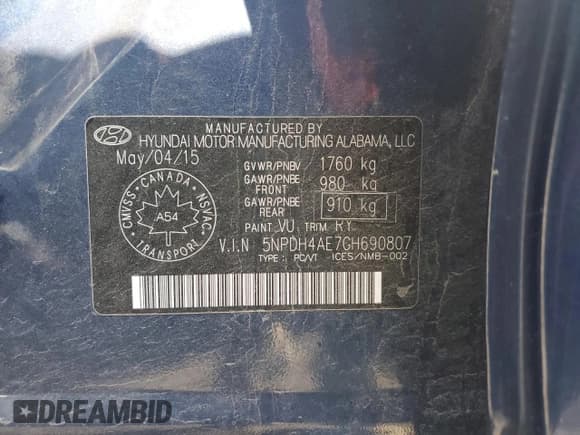 MANUFACTURED BY
HYUNDAI MOTOR MANUFACTURING ALABAMA, LLC
May/04/15
GVWR/PNBV 1760 kg
GAWR/PNBE FRONT 980 kg
GAWR/PNBE REAR 910 kg
PAINT VU TRIM RY
V.I.N 5NPDH4AE7GH690807
TYPE : PC/VT ICES/NMB-002
CANADA
CMVSS
NSVAC
A54
TRANSPORT
DREAMBID